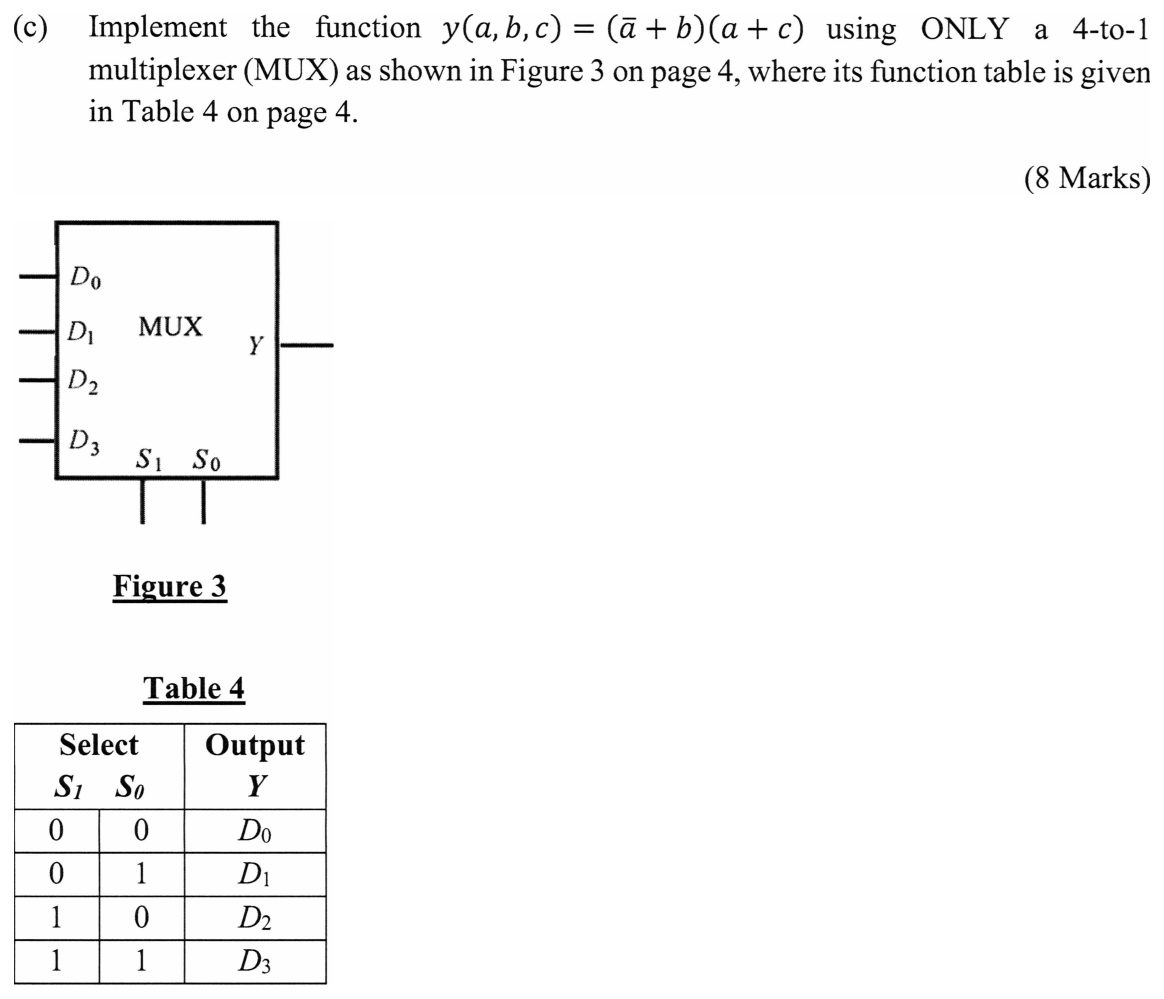 (c) Implement the function y(a, b, c) = (ā + b)(a + c) using ONLY a 4-to-1
multiplexer (MUX) as shown in Figure 3 on page 4, where its function table is given
in Table 4 on page 4.
(8 Marks)
D₀
D₁ MUX
Y
D₂
D₃
S₁ S₀
Figure 3
Table 4
Select Output
S₁ S₀ Y
0 0 D₀
0 1 D₁
1 0 D₂
1 1 D₃